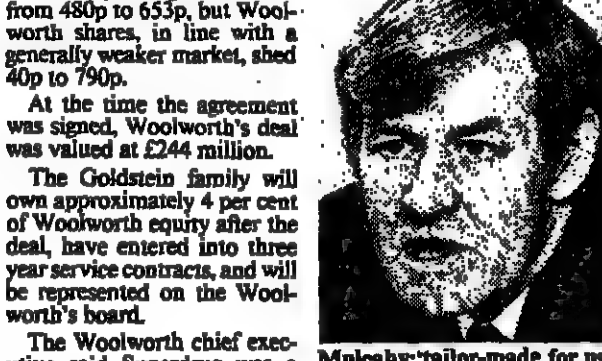 from 480p to 653p, but Wool-
worth shares, in line with a
generally weaker market, shed
40p to 790p.
At the time the agreement
was signed, Woolworth's deal
was valued at £244 million.
The Goldstein family will
own approximately 4 per cent
of Woolworth equity after the
deal, have entered into three
year service contracts, and will
be represented on the Wool-
worth's board.
The Woolworth chief exec-
said was a
Mulcahy: 'tailor-made for